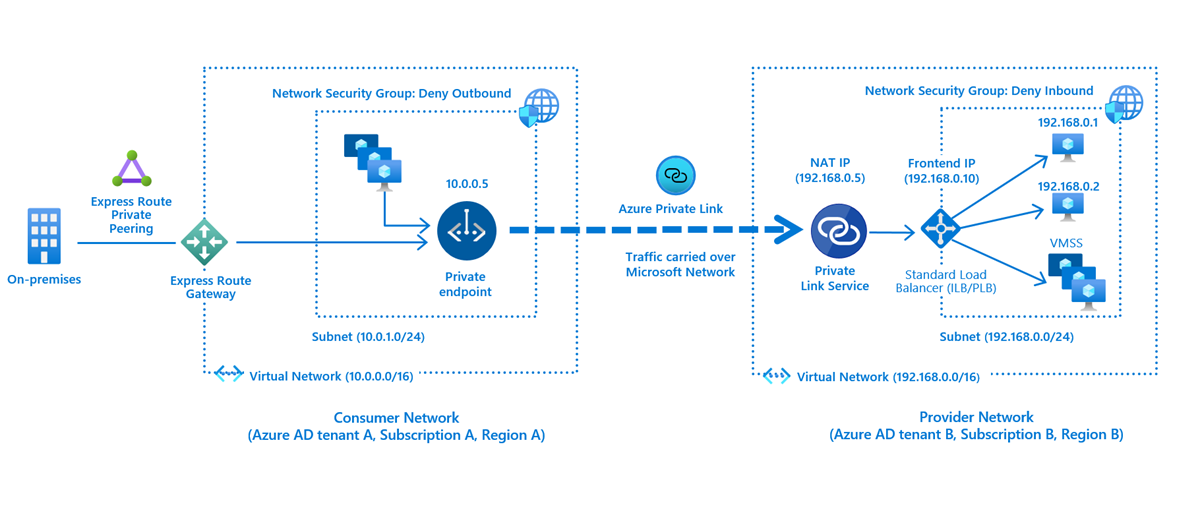 Network Security Group: Deny Outbound
Express Route
Private
Peering
On-premises
Express Route
Gateway
10.0.0.5
Private
endpoint
Subnet (10.0.1.0/24)
Virtual Network (10.0.0.0/16)
Consumer Network
(Azure AD tenant A, Subscription A, Region A)
Azure Private Link
Traffic carried over
Microsoft Network
Network Security Group: Deny Inbound
NAT IP
(192.168.0.5)
Private
Link Service
Frontend IP
(192.168.0.10)
Standard Load
Balancer (ILB/PLB)
192.168.0.1
192.168.0.2
VMSS
Subnet (192.168.0.0/24)
Virtual Network (192.168.0.0/16)
Provider Network
(Azure AD tenant B, Subscription B, Region B)